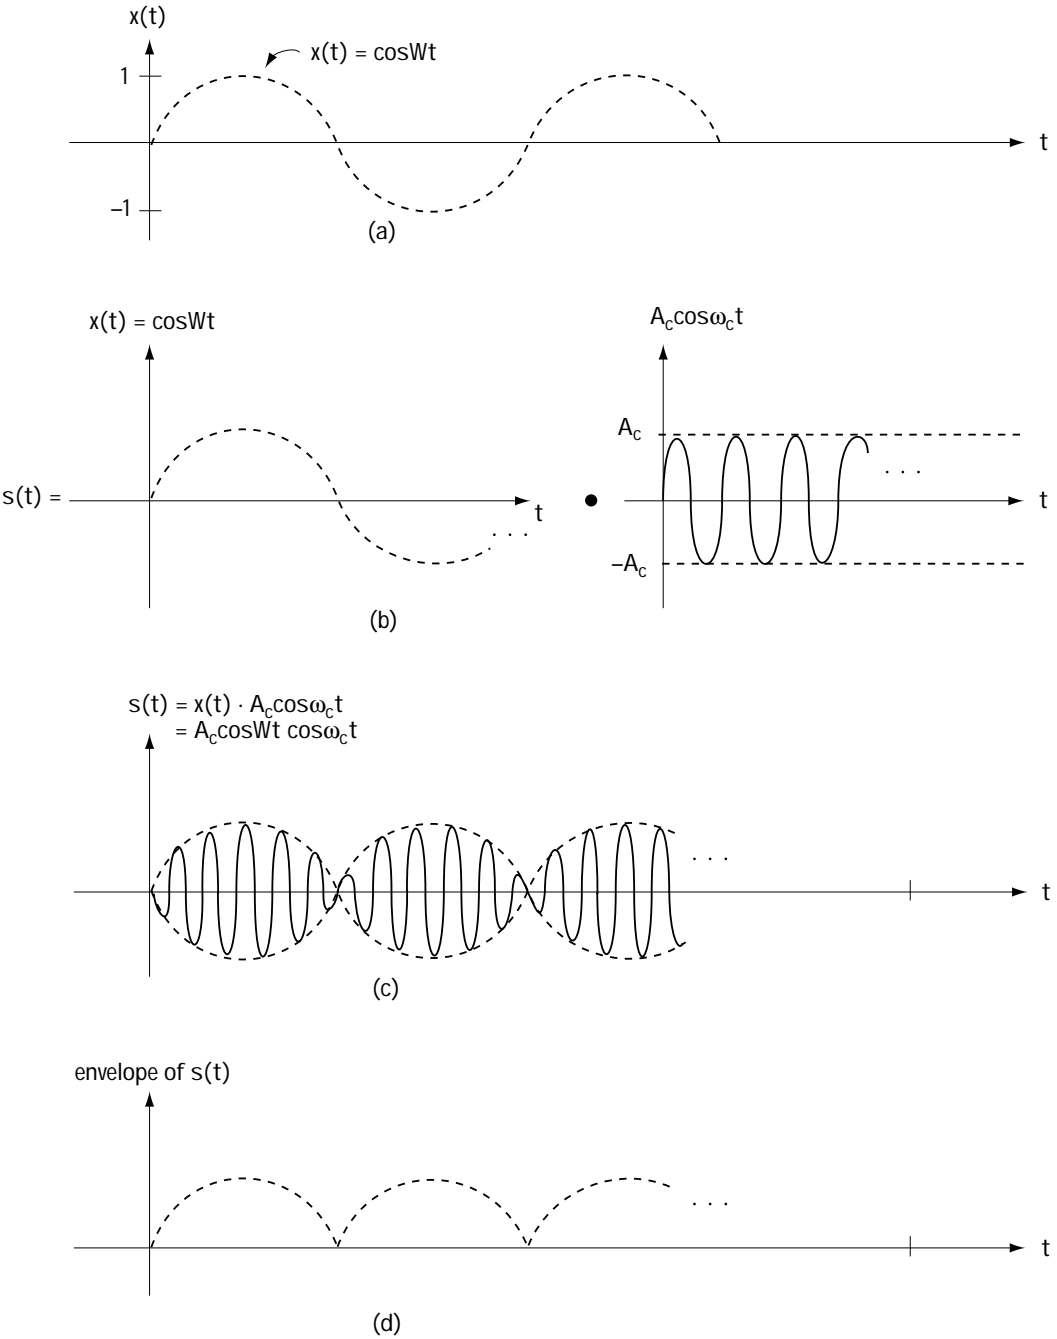 x(t)
x(t) = cosWt
1
t
–1
(a)
x(t) = cosWt
A_c cosω_c t
A_c
. . .
s(t) =
t
t
. . .
–A_c
(b)
s(t) = x(t) · A_c cosω_c t
= A_c cosWt cosω_c t
. . .
t
(c)
envelope of s(t)
. . .
t
(d)